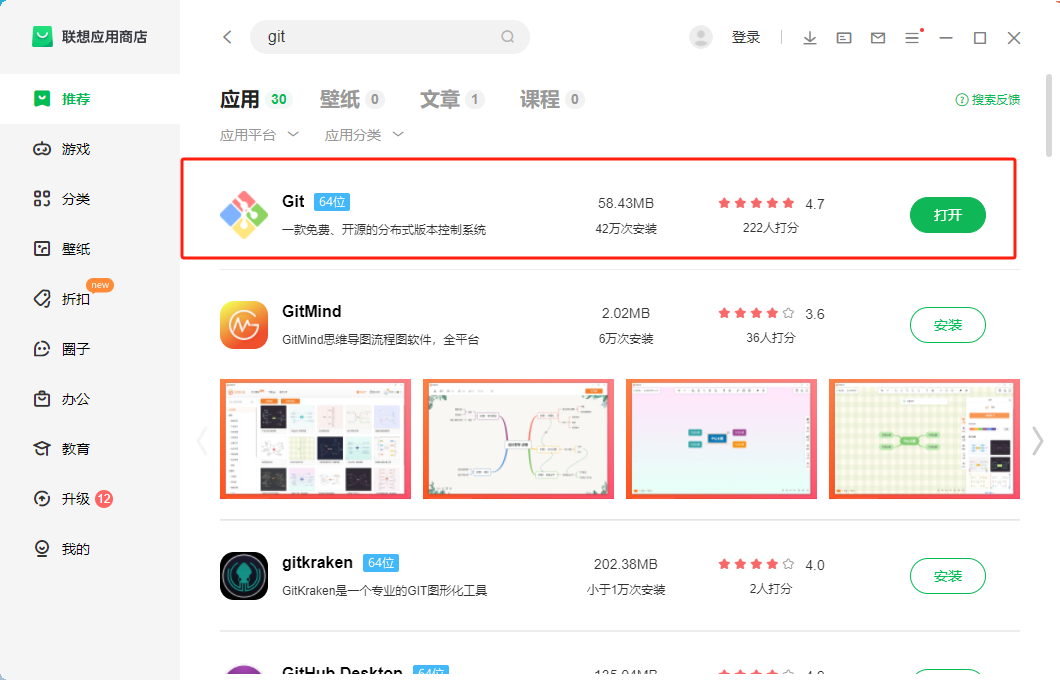 联想应用商店
git
登录
推荐
游戏
分类
壁纸
折扣
new
圈子
办公
教育
升级 12
我的
应用 30 壁纸 0 文章 1 课程 0
搜索反馈
应用平台 应用分类
Git 64位
一款免费、开源的分布式版本控制系统
58.43MB
42万次安装
4.7
222人打分
打开
GitMind
GitMind思维导图流程图软件，全平台
2.02MB
6万次安装
3.6
36人打分
安装
gitkraken 64位
GitKraken是一个专业的GIT图形化工具
202.38MB
小于1万次安装
4.0
2人打分
安装
GitHub Desktop 64位